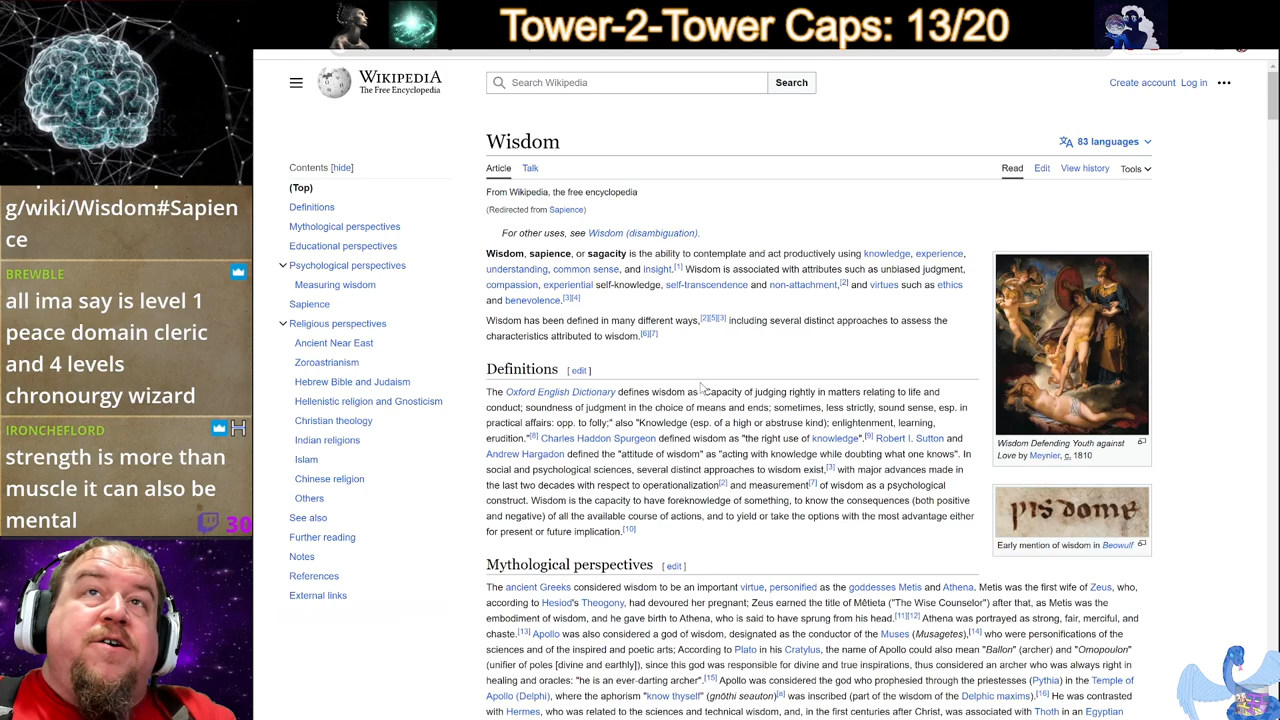 Tower-2-Tower Caps: 13/20
g/wiki/Wisdom#Sapien
ce
BREWBLE
all ima say is level 1
peace domain cleric
and 4 levels
chronourgy wizard
IRONCHEFLORD
strength is more than
muscle it can also be
mental
30
WIKIPEDIA
The Free Encyclopedia
Search Wikipedia
Search
Create account Log in
Contents [hide]
(Top)
Definitions
Mythological perspectives
Educational perspectives
Psychological perspectives
Measuring wisdom
Sapience
Religious perspectives
Ancient Near East
Zoroastrianism
Hebrew Bible and Judaism
Hellenistic religion and Gnosticism
Christian theology
Indian religions
Islam
Chinese religion
Others
See also
Further reading
Notes
References
External links
Wisdom
83 languages
Article Talk
Read Edit View history Tools
From Wikipedia, the free encyclopedia
(Redirected from Sapience)
For other uses, see Wisdom (disambiguation).
Wisdom, sapience, or sagacity is the ability to contemplate and act productively using knowledge, experience,
understanding, common sense, and insight.[1] Wisdom is associated with attributes such as unbiased judgment,
compassion, experiential self-knowledge, self-transcendence and non-attachment,[2] and virtues such as ethics
and benevolence.[3][4]
Wisdom has been defined in many different ways,[2][5][3] including several distinct approaches to assess the
characteristics attributed to wisdom.[6][7]
Definitions [ edit ]
The Oxford English Dictionary defines wisdom as "Capacity of judging rightly in matters relating to life and
conduct; soundness of judgment in the choice of means and ends; sometimes, less strictly, sound sense, esp. in
practical affairs: opp. to folly;" also "Knowledge (esp. of a high or abstruse kind); enlightenment, learning,
erudition."[8] Charles Haddon Spurgeon defined wisdom as "the right use of knowledge".[9] Robert I. Sutton and
Andrew Hargadon defined the "attitude of wisdom" as "acting with knowledge while doubting what one knows". In
social and psychological sciences, several distinct approaches to wisdom exist,[3] with major advances made in
the last two decades with respect to operationalization[2] and measurement[7] of wisdom as a psychological
construct. Wisdom is the capacity to have foreknowledge of something, to know the consequences (both positive
and negative) of all the available course of actions, and to yield or take the options with the most advantage either
for present or future implication.[10]
Wisdom Defending Youth against
Love by Meynier, c. 1810
wisdome
Early mention of wisdom in Beowulf
Mythological perspectives [ edit ]
The ancient Greeks considered wisdom to be an important virtue, personified as the goddesses Metis and Athena. Metis was the first wife of Zeus, who,
according to Hesiod's Theogony, had devoured her pregnant; Zeus earned the title of Mêtieta ("The Wise Counselor") after that, as Metis was the
embodiment of wisdom, and he gave birth to Athena, who is said to have sprung from his head.[11][12] Athena was portrayed as strong, fair, merciful, and
chaste.[13] Apollo was also considered a god of wisdom, designated as the conductor of the Muses (Musagetes),[14] who were personifications of the
sciences and of the inspired and poetic arts; According to Plato in his Cratylus, the name of Apollo could also mean "Ballon" (archer) and "Omopoulon"
(unifier of poles [divine and earthly]), since this god was responsible for divine and true inspirations, thus considered an archer who was always right in
healing and oracles: "he is an ever-darting archer".[15] Apollo was considered the god who prophesied through the priestesses (Pythia) in the Temple of
Apollo (Delphi), where the aphorism "know thyself" (gnōthi seauton)[a] was inscribed (part of the wisdom of the Delphic maxims).[16] He was contrasted
with Hermes, who was related to the sciences and technical wisdom, and, in the first centuries after Christ, was associated with Thoth in an Egyptian